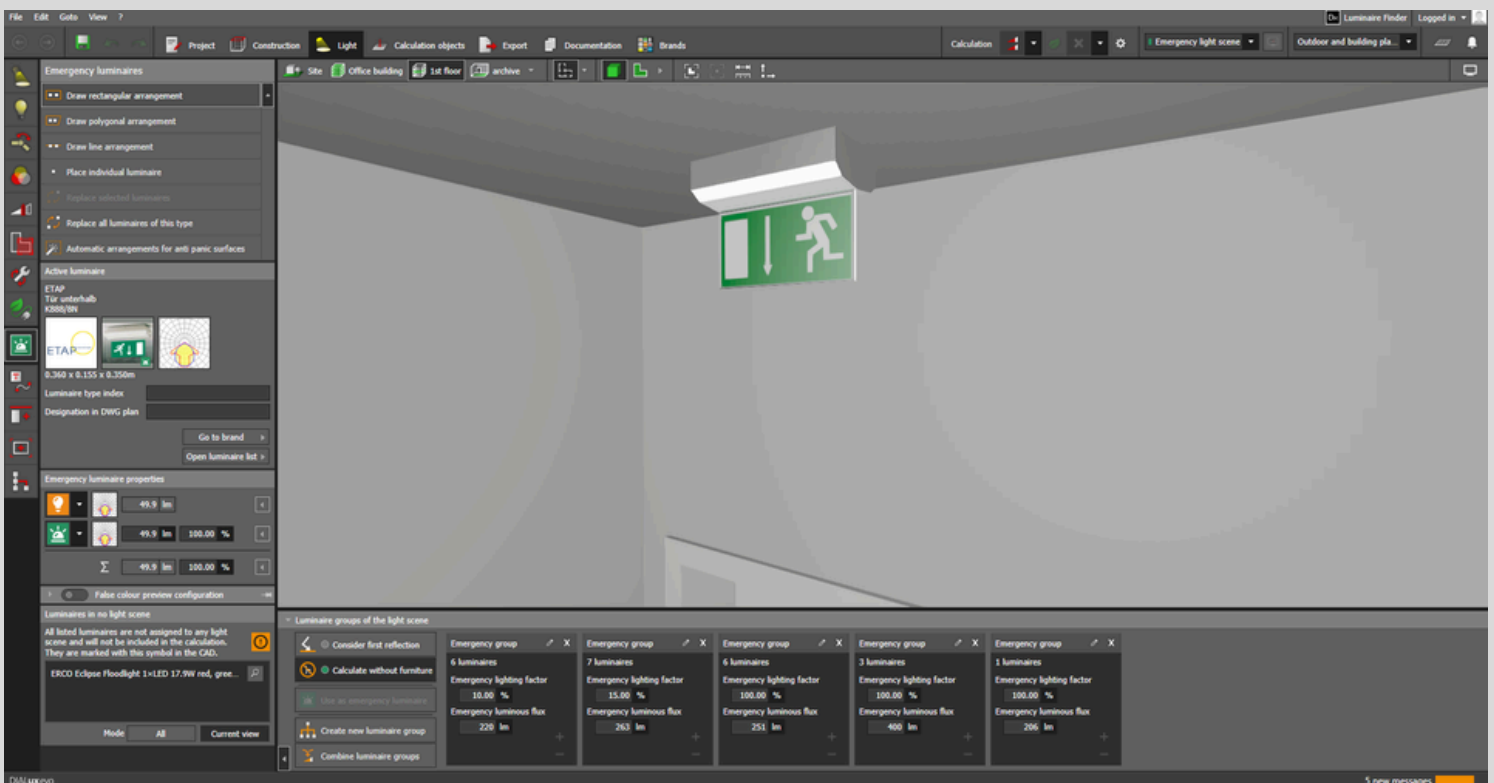 File Edit Goto View ?
Luminaire Finder Logged in
Project Construction Light Calculation objects Export Documentation Brands
Calculation Emergency light scene Outdoor and building pla...
Emergency luminaires
Site Office building 1st floor archive
Draw rectangular arrangement
Draw polygonal arrangement
Draw line arrangement
Place individual luminaire
Replace selected luminaires
Replace all luminaires of this type
Automatic arrangements for anti panic surfaces
Active luminaire
ETAP
Tür unterhalb
K888/8N
ETAP
0.360 x 0.155 x 0.350m
Luminaire type index
Designation in DWG plan
Go to brand
Open luminaire list
Emergency luminaire properties
49.9 lm
49.9 lm 100.00 %
Σ 49.9 lm 100.00 %
False colour preview configuration
Luminaires in no light scene
All listed luminaires are not assigned to any light
scene and will not be included in the calculation.
They are marked with this symbol in the CAD.
ERCO Eclipse Floodlight 1×LED 17.9W red, gree...
Mode All Current view
Luminaire groups of the light scene
Consider first reflection
Calculate without furniture
Use as emergency luminaire
Create new luminaire group
Combine luminaire groups
Emergency group X
6 luminaires
Emergency lighting factor
10.00 %
Emergency luminous flux
220 lm
Emergency group X
7 luminaires
Emergency lighting factor
15.00 %
Emergency luminous flux
263 lm
Emergency group X
6 luminaires
Emergency lighting factor
100.00 %
Emergency luminous flux
251 lm
Emergency group X
3 luminaires
Emergency lighting factor
100.00 %
Emergency luminous flux
400 lm
Emergency group X
1 luminaires
Emergency lighting factor
100.00 %
Emergency luminous flux
206 lm
5 new messages